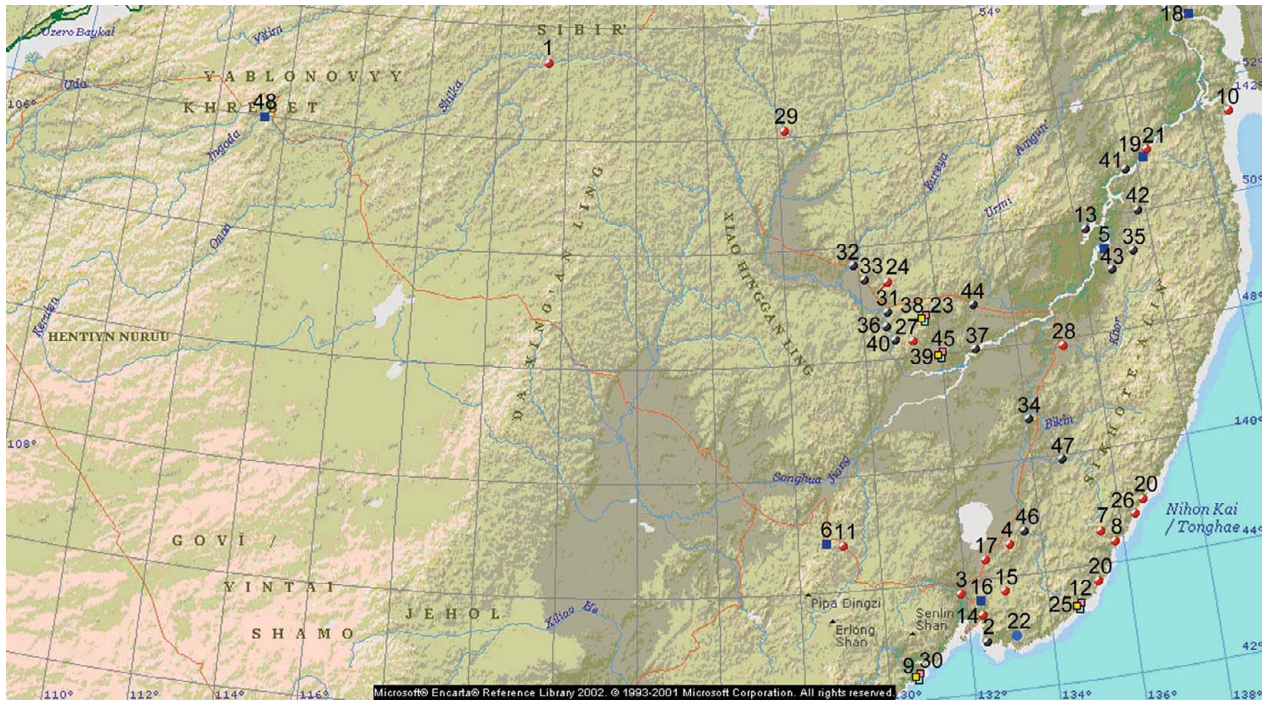 54°
18
138°
Ozero Baykal
Vitim
SIBIR'
1
52°
142°
Uda
YABLONOVYY
KHREBET
106°
48
Shilka
Ingoda
10
29
Amgun'
Bureya
19 21
41
50°
42
Urmi
Onon
13
5
35
43
32
33 24
DA XING'AN LING
XIAO HINGGAN LING
Kerulen
HENTIYN NURUU
31
38 23
44
48°
36
27
40
39 45
37
28
Khor
34
Bikin
140°
SIKHOTE ALIN'
47
108°
Songhua Jiang
20
26
Nihon Kai
/ Tonghae
GOVĬ /
6 11
46
4
7
8
44°
17
YINTAI
20
15
3
16
12
25
JEHOL
Pipa Dingzi
SHAMO
Xiliao He
Erlong
Shan
Senlin
Shan
14
2
22
42°
9 30
110° 112° 114° 116°
Microsoft® Encarta® Reference Library 2002. © 1993-2001 Microsoft Corporation. All rights reserved.
130° 132° 134° 136° 138°